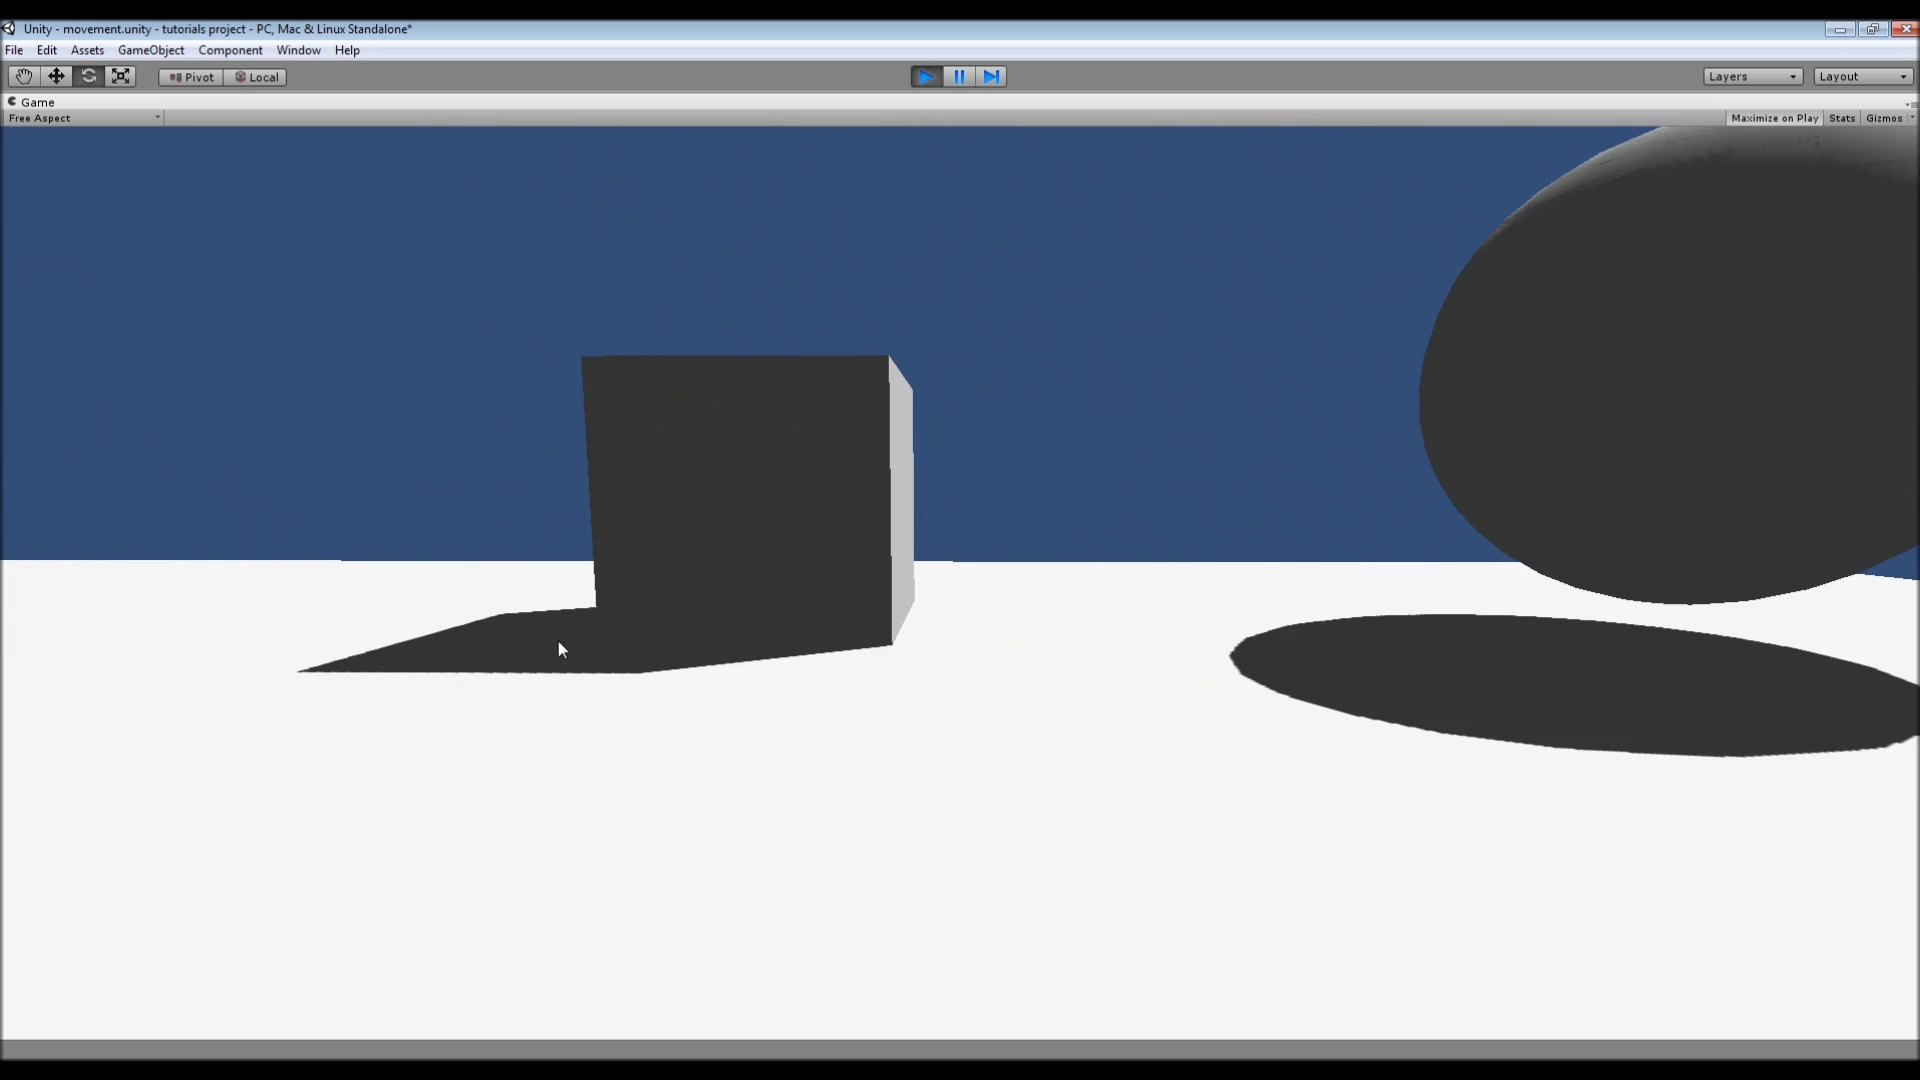 Unity - movement.unity - tutorials project - PC, Mac & Linux Standalone*
File Edit Assets GameObject Component Window Help
Pivot Local Layers Layout
Game
Free Aspect Maximize on Play Stats Gizmos